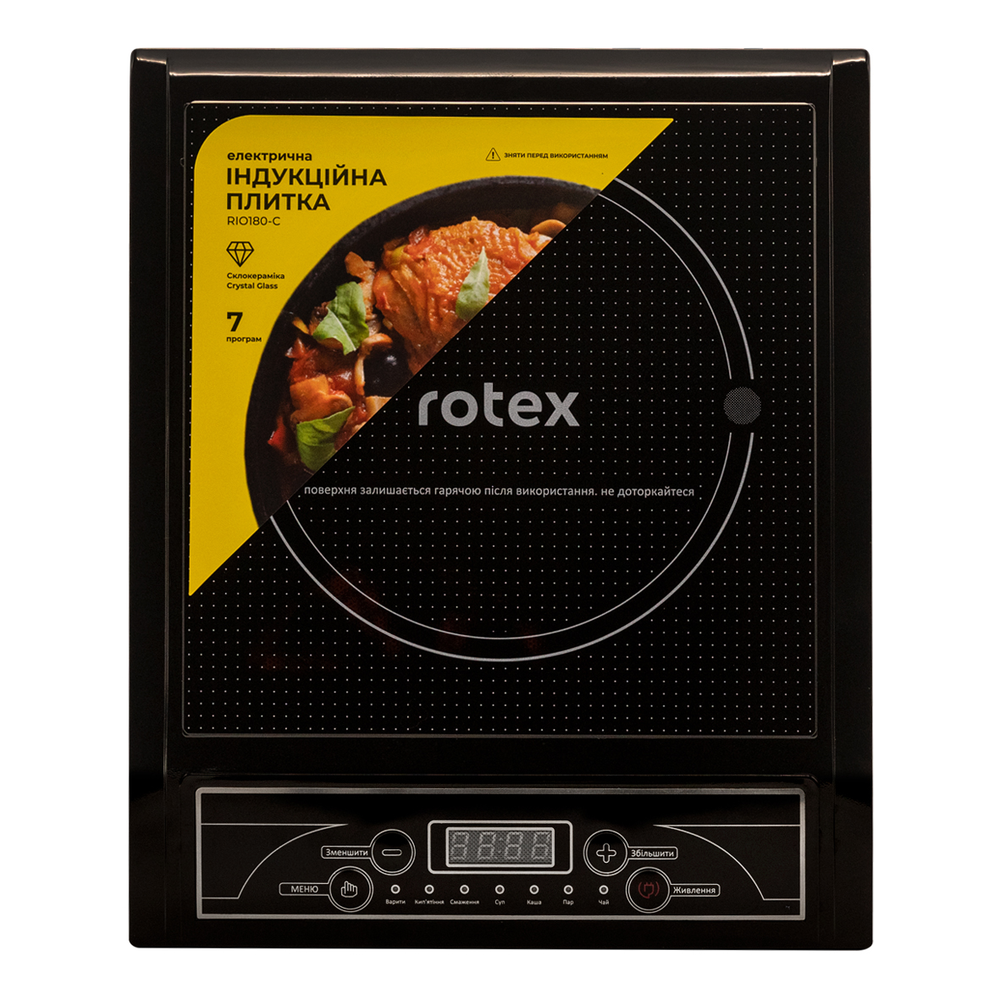 електрична
ІНДУКЦІЙНА
ПЛИТКА
RIO180-C
ЗНЯТИ ПЕРЕД ВИКОРИСТАННЯМ
Склокераміка
Crystal Glass
7
програм
rotex
поверхня залишається гарячою після використання. не доторкайтеся
Зменшити
Збільшити
МЕНЮ
Варити Кип'ятіння Смаження Суп Каша Пар Чай
Живлення